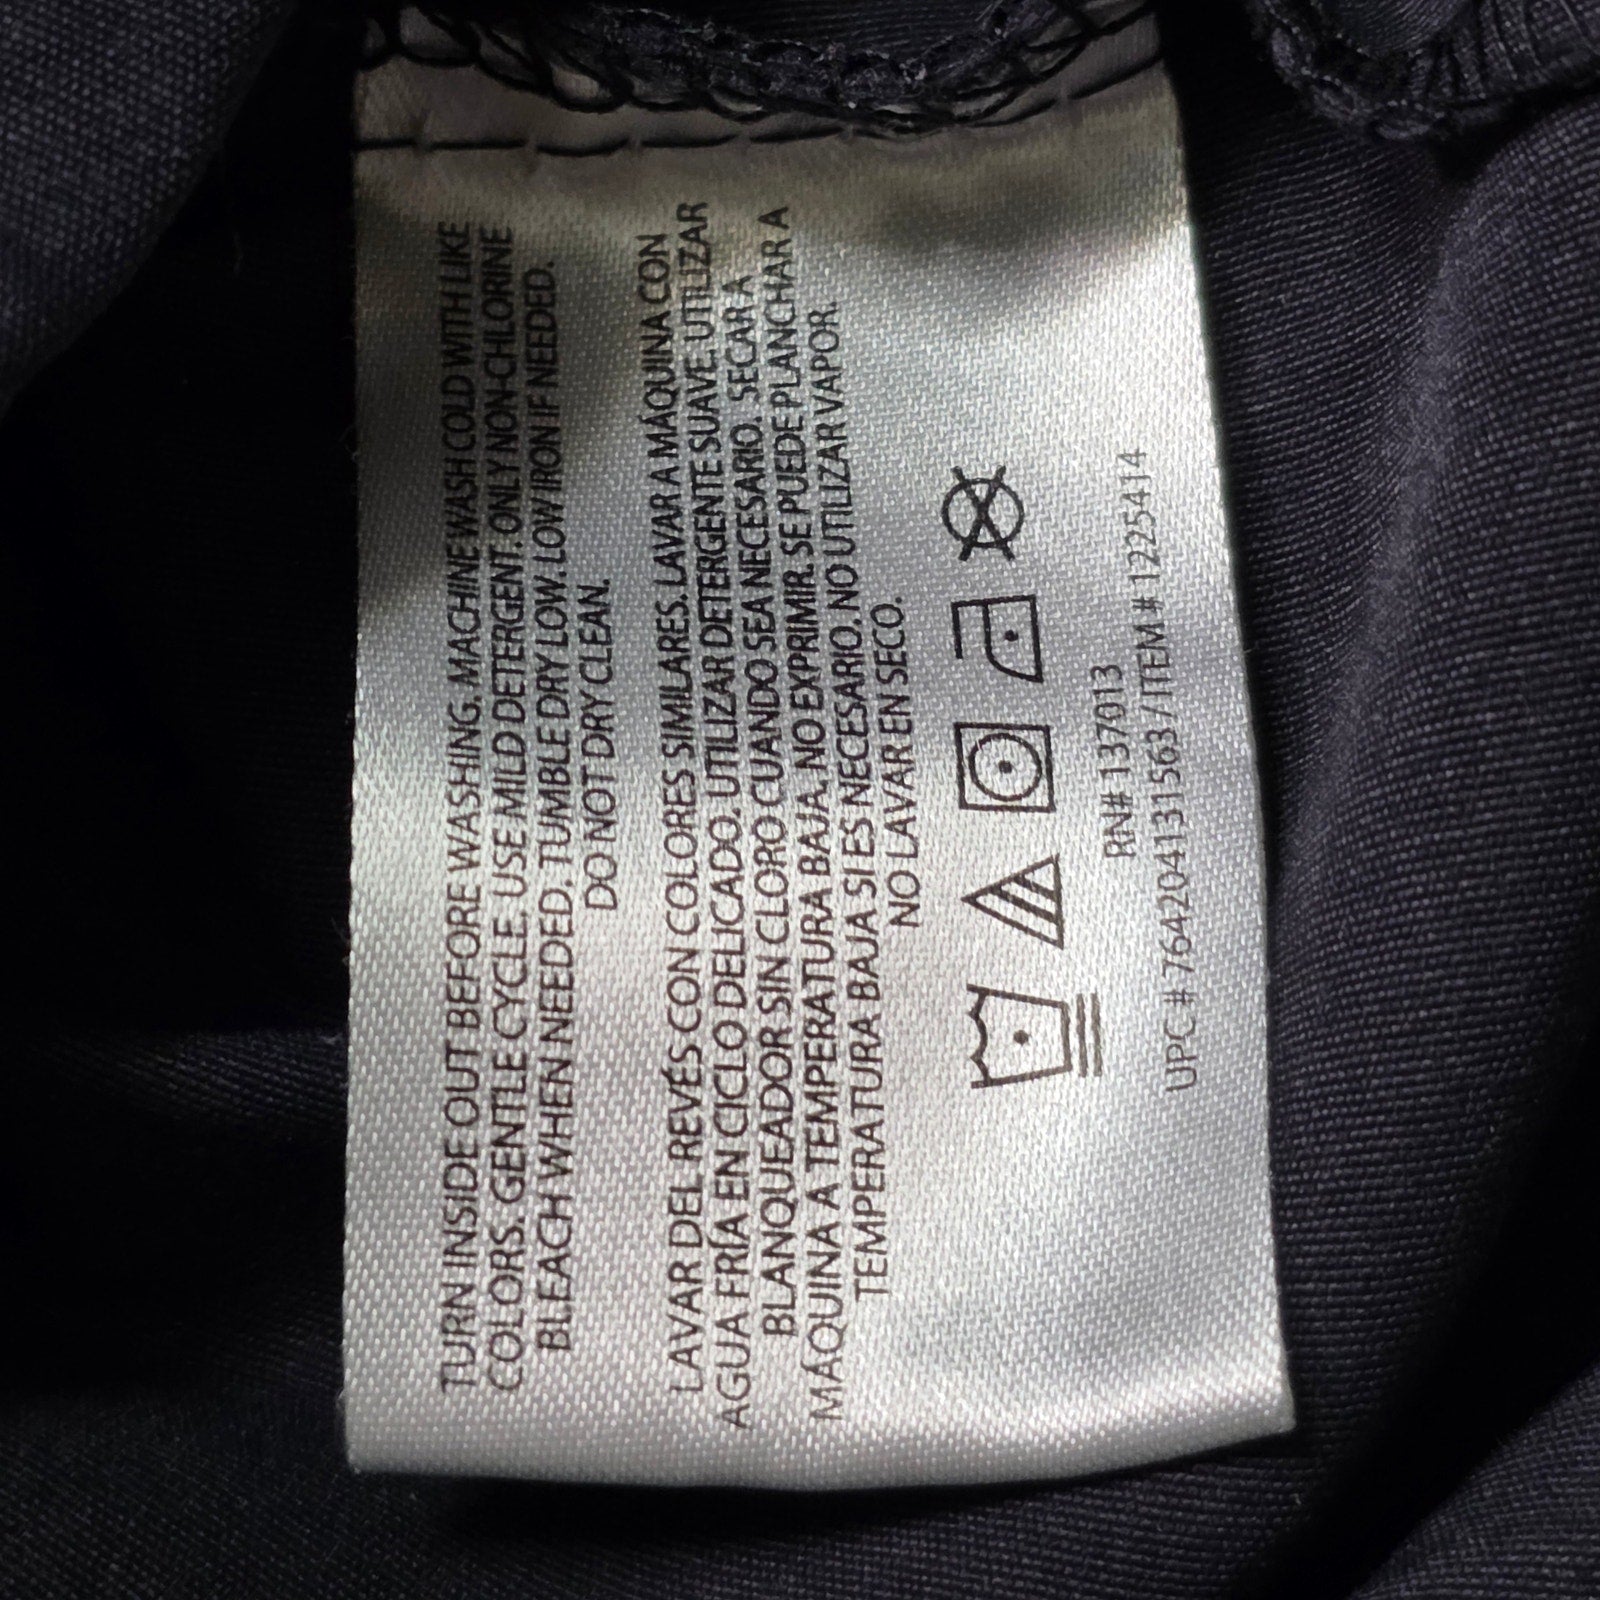 TURN INSIDE OUT BEFORE WASHING. MACHINE WASH COLD WITH LIKE
COLORS. GENTLE CYCLE. USE MILD DETERGENT. ONLY NON-CHLORINE
BLEACH WHEN NEEDED. TUMBLE DRY LOW. LOW IRON IF NEEDED.
DO NOT DRY CLEAN.
LAVAR DEL REVÉS CON COLORES SIMILARES. LAVAR A MÁQUINA CON
AGUA FRÍA EN CICLO DELICADO. UTILIZAR DETERGENTE SUAVE. UTILIZAR
BLANQUEADOR SIN CLORO CUANDO SEA NECESARIO. SECAR A
MÁQUINA A TEMPERATURA BAJA. NO EXPRIMIR. SE PUEDE PLANCHAR A
TEMPERATURA BAJA SI ES NECESARIO. NO UTILIZAR VAPOR.
NO LAVAR EN SECO.
RN# 137013
UPC # 764204131563 / ITEM # 1225414